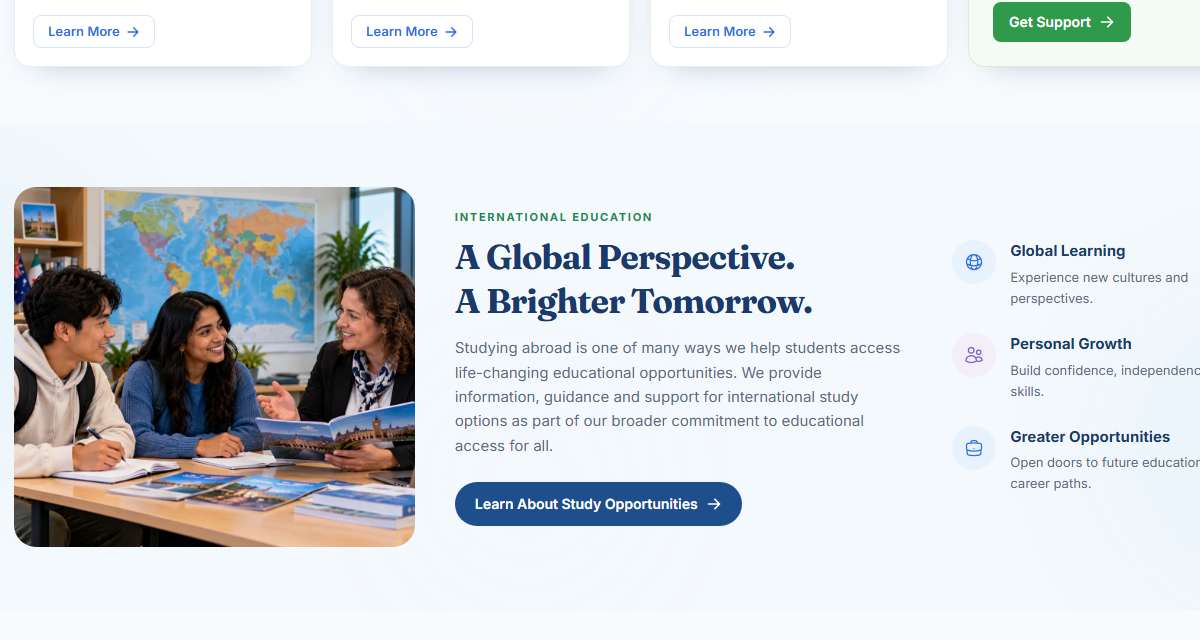 Learn More
Learn More
Learn More
Get Support
INTERNATIONAL EDUCATION
A Global Perspective.
A Brighter Tomorrow.
Studying abroad is one of many ways we help students access
life-changing educational opportunities. We provide
information, guidance and support for international study
options as part of our broader commitment to educational
access for all.
Learn About Study Opportunities
Global Learning
Experience new cultures and
perspectives.
Personal Growth
Build confidence,
skills.
Greater Opportunities
Open doors to future
career paths.